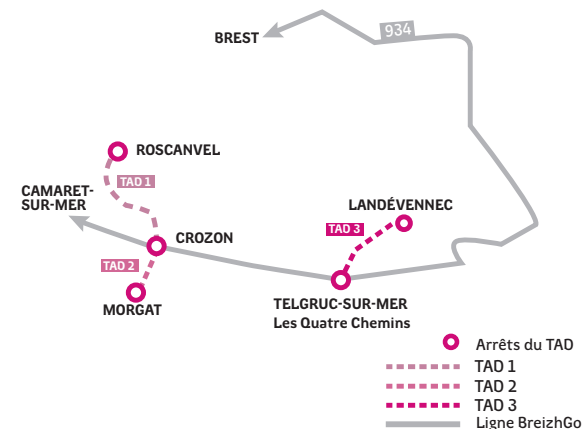 934
BREST
ROSCANVEL
TAD 1
CAMARET-
SUR-MER
LANDÉVENNEC
TAD 3
CROZON
TAD 2
MORGAT
TELGRUC-SUR-MER
Les Quatre Chemins
Arrêts du TAD
TAD 1
TAD 2
TAD 3
Ligne BreizhGo